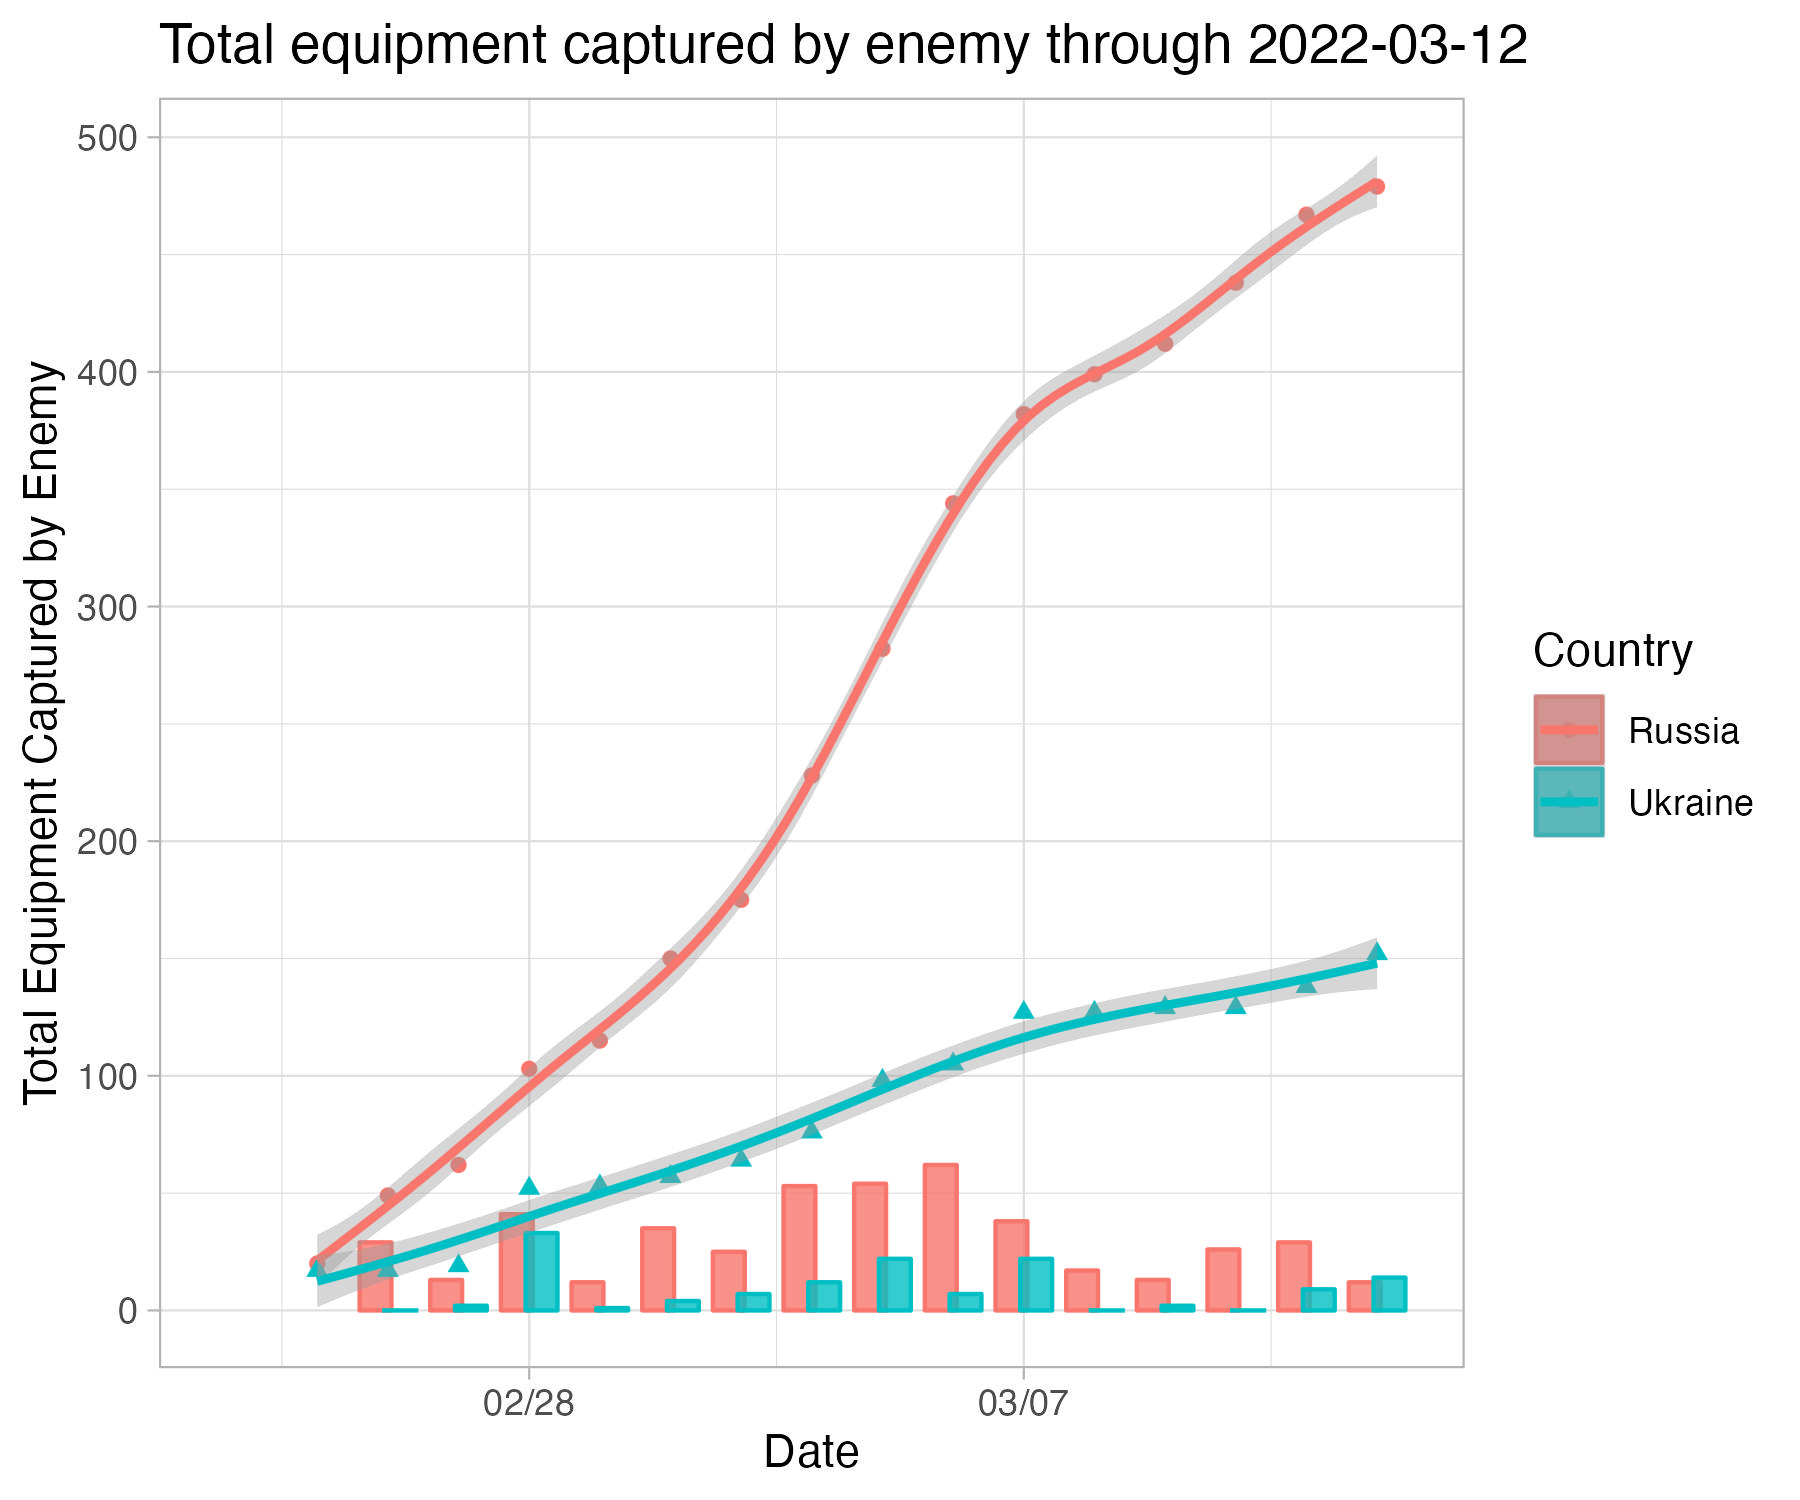 Total equipment captured by enemy through 2022-03-12
Total Equipment Captured by Enemy
500
400
300
200
100
0
02/28
03/07
Date
Country
Russia
Ukraine